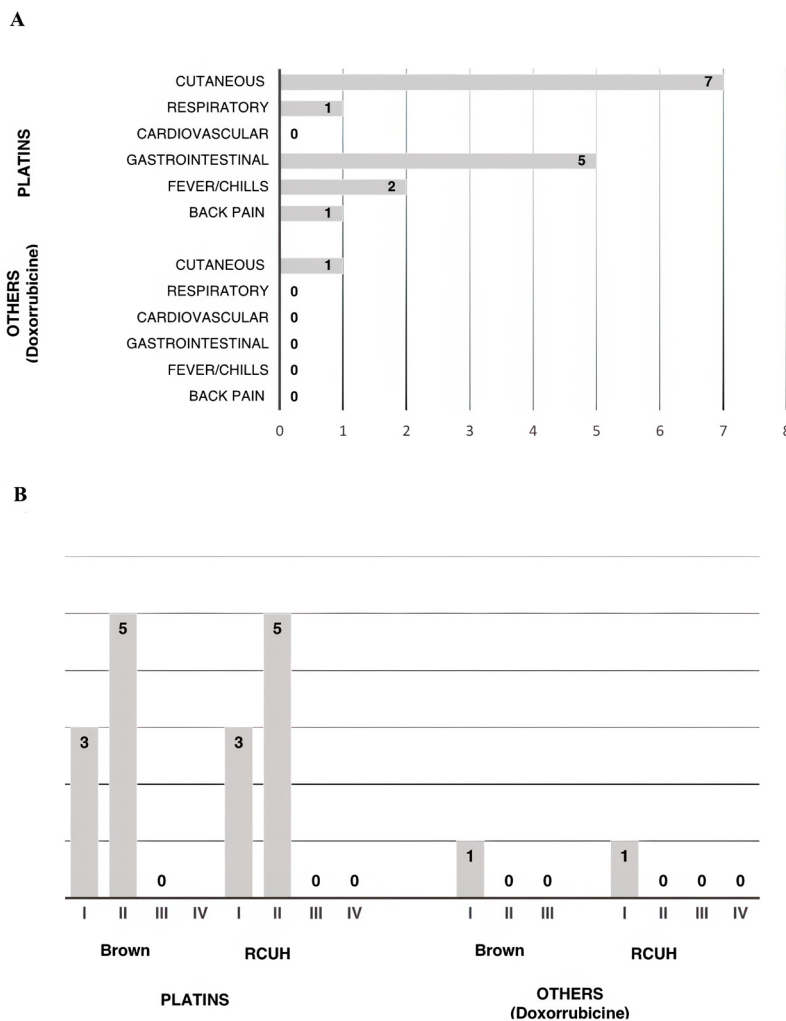 A
PLATINS
CUTANEOUS 7
RESPIRATORY 1
CARDIOVASCULAR 0
GASTROINTESTINAL 5
FEVER/CHILLS 2
BACK PAIN 1
OTHERS
(Doxorrubicine)
CUTANEOUS 1
RESPIRATORY 0
CARDIOVASCULAR 0
GASTROINTESTINAL 0
FEVER/CHILLS 0
BACK PAIN 0
0 1 2 3 4 5 6 7 8
B
5 5
3 3
1 1
0 0 0 0 0 0 0 0
I II III IV I II III IV I II III I II III IV
Brown RCUH Brown RCUH
PLATINS OTHERS
(Doxorrubicine)